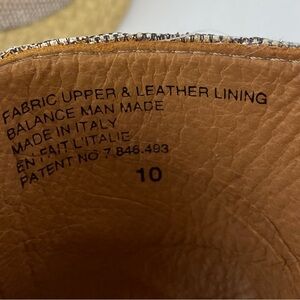 FABRIC UPPER & LEATHER LINING
BALANCE MAN MADE
MADE IN ITALY
EN FAIT L'ITALIE
PATENT NO 7.846.493
10